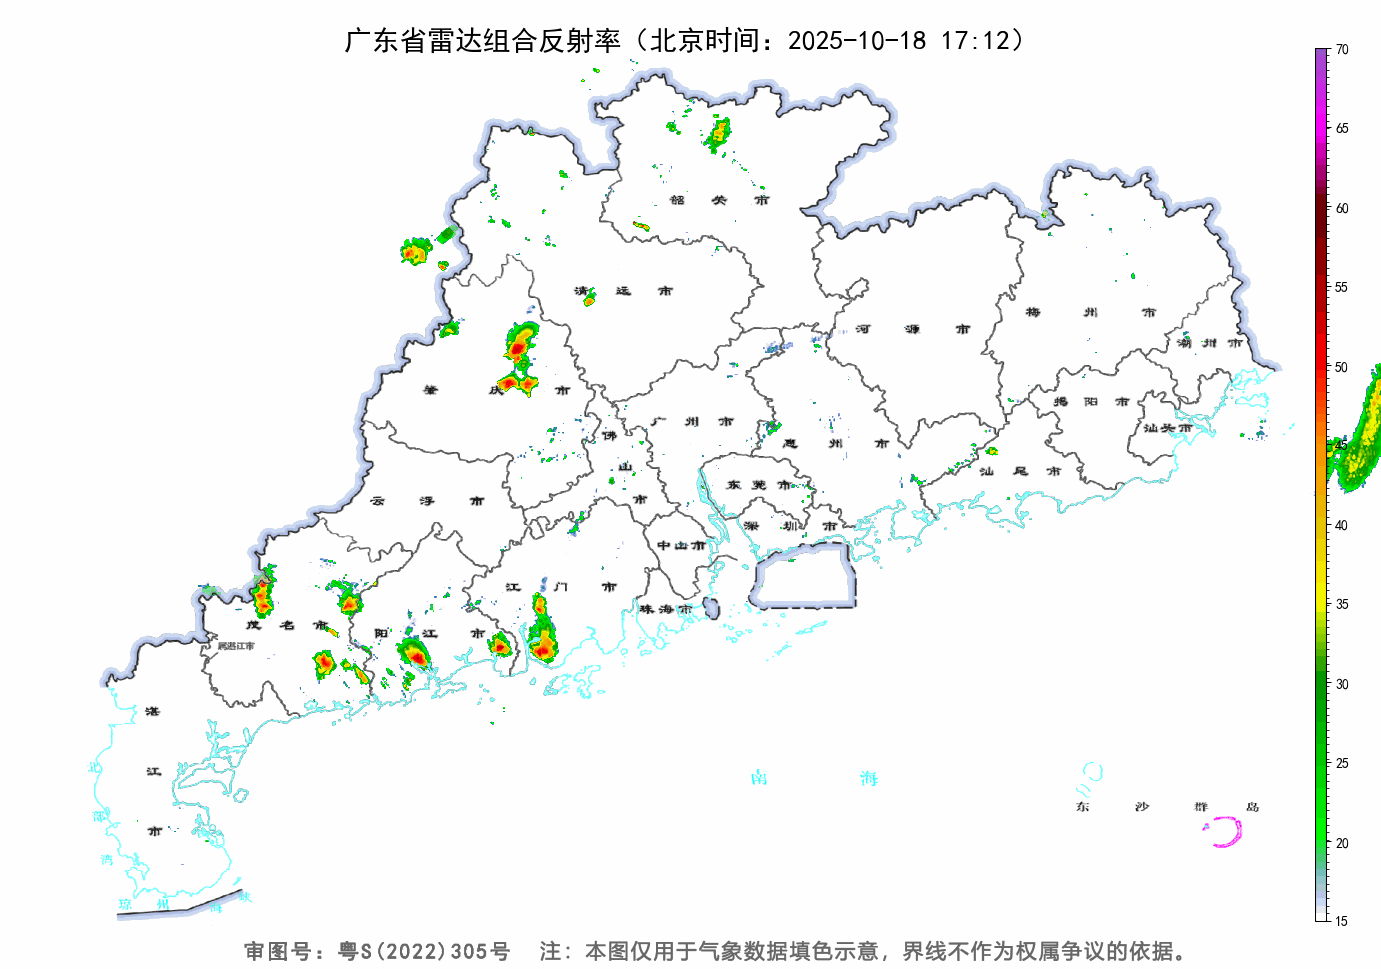 广东省雷达组合反射率（北京时间：2025-10-18 17:12）
70
65
60
55
50
45
40
35
30
25
20
15
韶 关 市
清 远 市
梅 州 市
河 源 市
潮 州 市
肇 庆 市
揭 阳 市
广 州 市
汕头市
佛
山
市
惠 州 市
汕 尾 市
东 莞 市
云 浮 市
深 圳 市
中山市
江 门 市
珠海市
茂 名 市
阳 江 市
属湛江市
湛
江
市
北
部
湾
南 海
东 沙 群 岛
琼 州 海 峡
审图号：粤S(2022)305号 注：本图仅用于气象数据填色示意，界线不作为权属争议的依据。